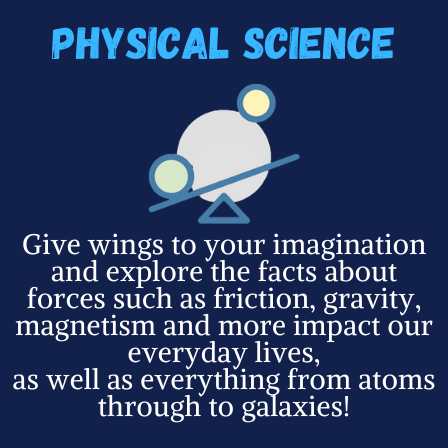 PHYSICAL SCIENCE
Give wings to your imagination
and explore the facts about
forces such as friction, gravity,
magnetism and more impact our
everyday lives,
as well as everything from atoms
through to galaxies!